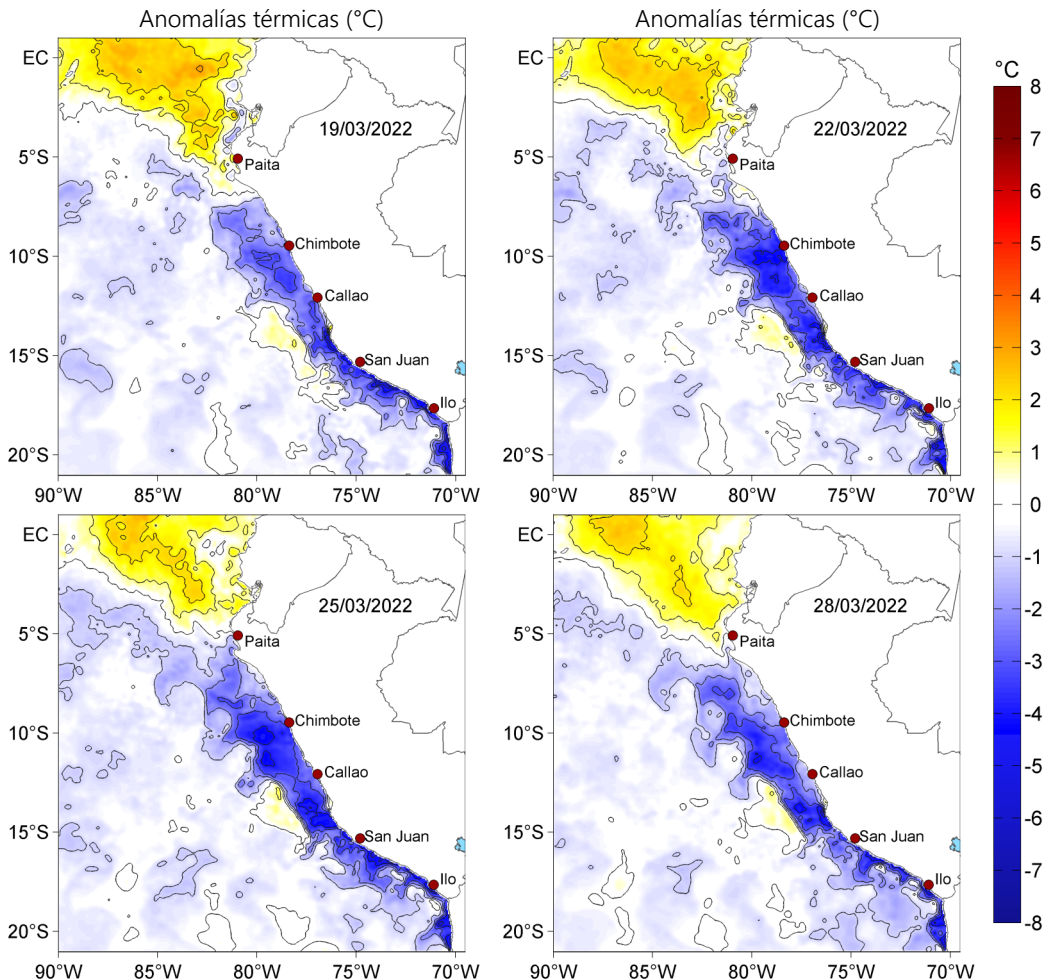 Anomalías térmicas (°C)
Anomalías térmicas (°C)
°C
EC
5°S
10°S
15°S
20°S
19/03/2022
Paita
Chimbote
Callao
San Juan
Ilo
90°W
85°W
80°W
75°W
70°W
EC
5°S
10°S
15°S
20°S
22/03/2022
Paita
Chimbote
Callao
San Juan
Ilo
90°W
85°W
80°W
75°W
70°W
EC
5°S
10°S
15°S
20°S
25/03/2022
Paita
Chimbote
Callao
San Juan
Ilo
90°W
85°W
80°W
75°W
70°W
EC
5°S
10°S
15°S
20°S
28/03/2022
Paita
Chimbote
Callao
San Juan
Ilo
90°W
85°W
80°W
75°W
70°W
8
7
6
5
4
3
2
1
0
-1
-2
-3
-4
-5
-6
-7
-8